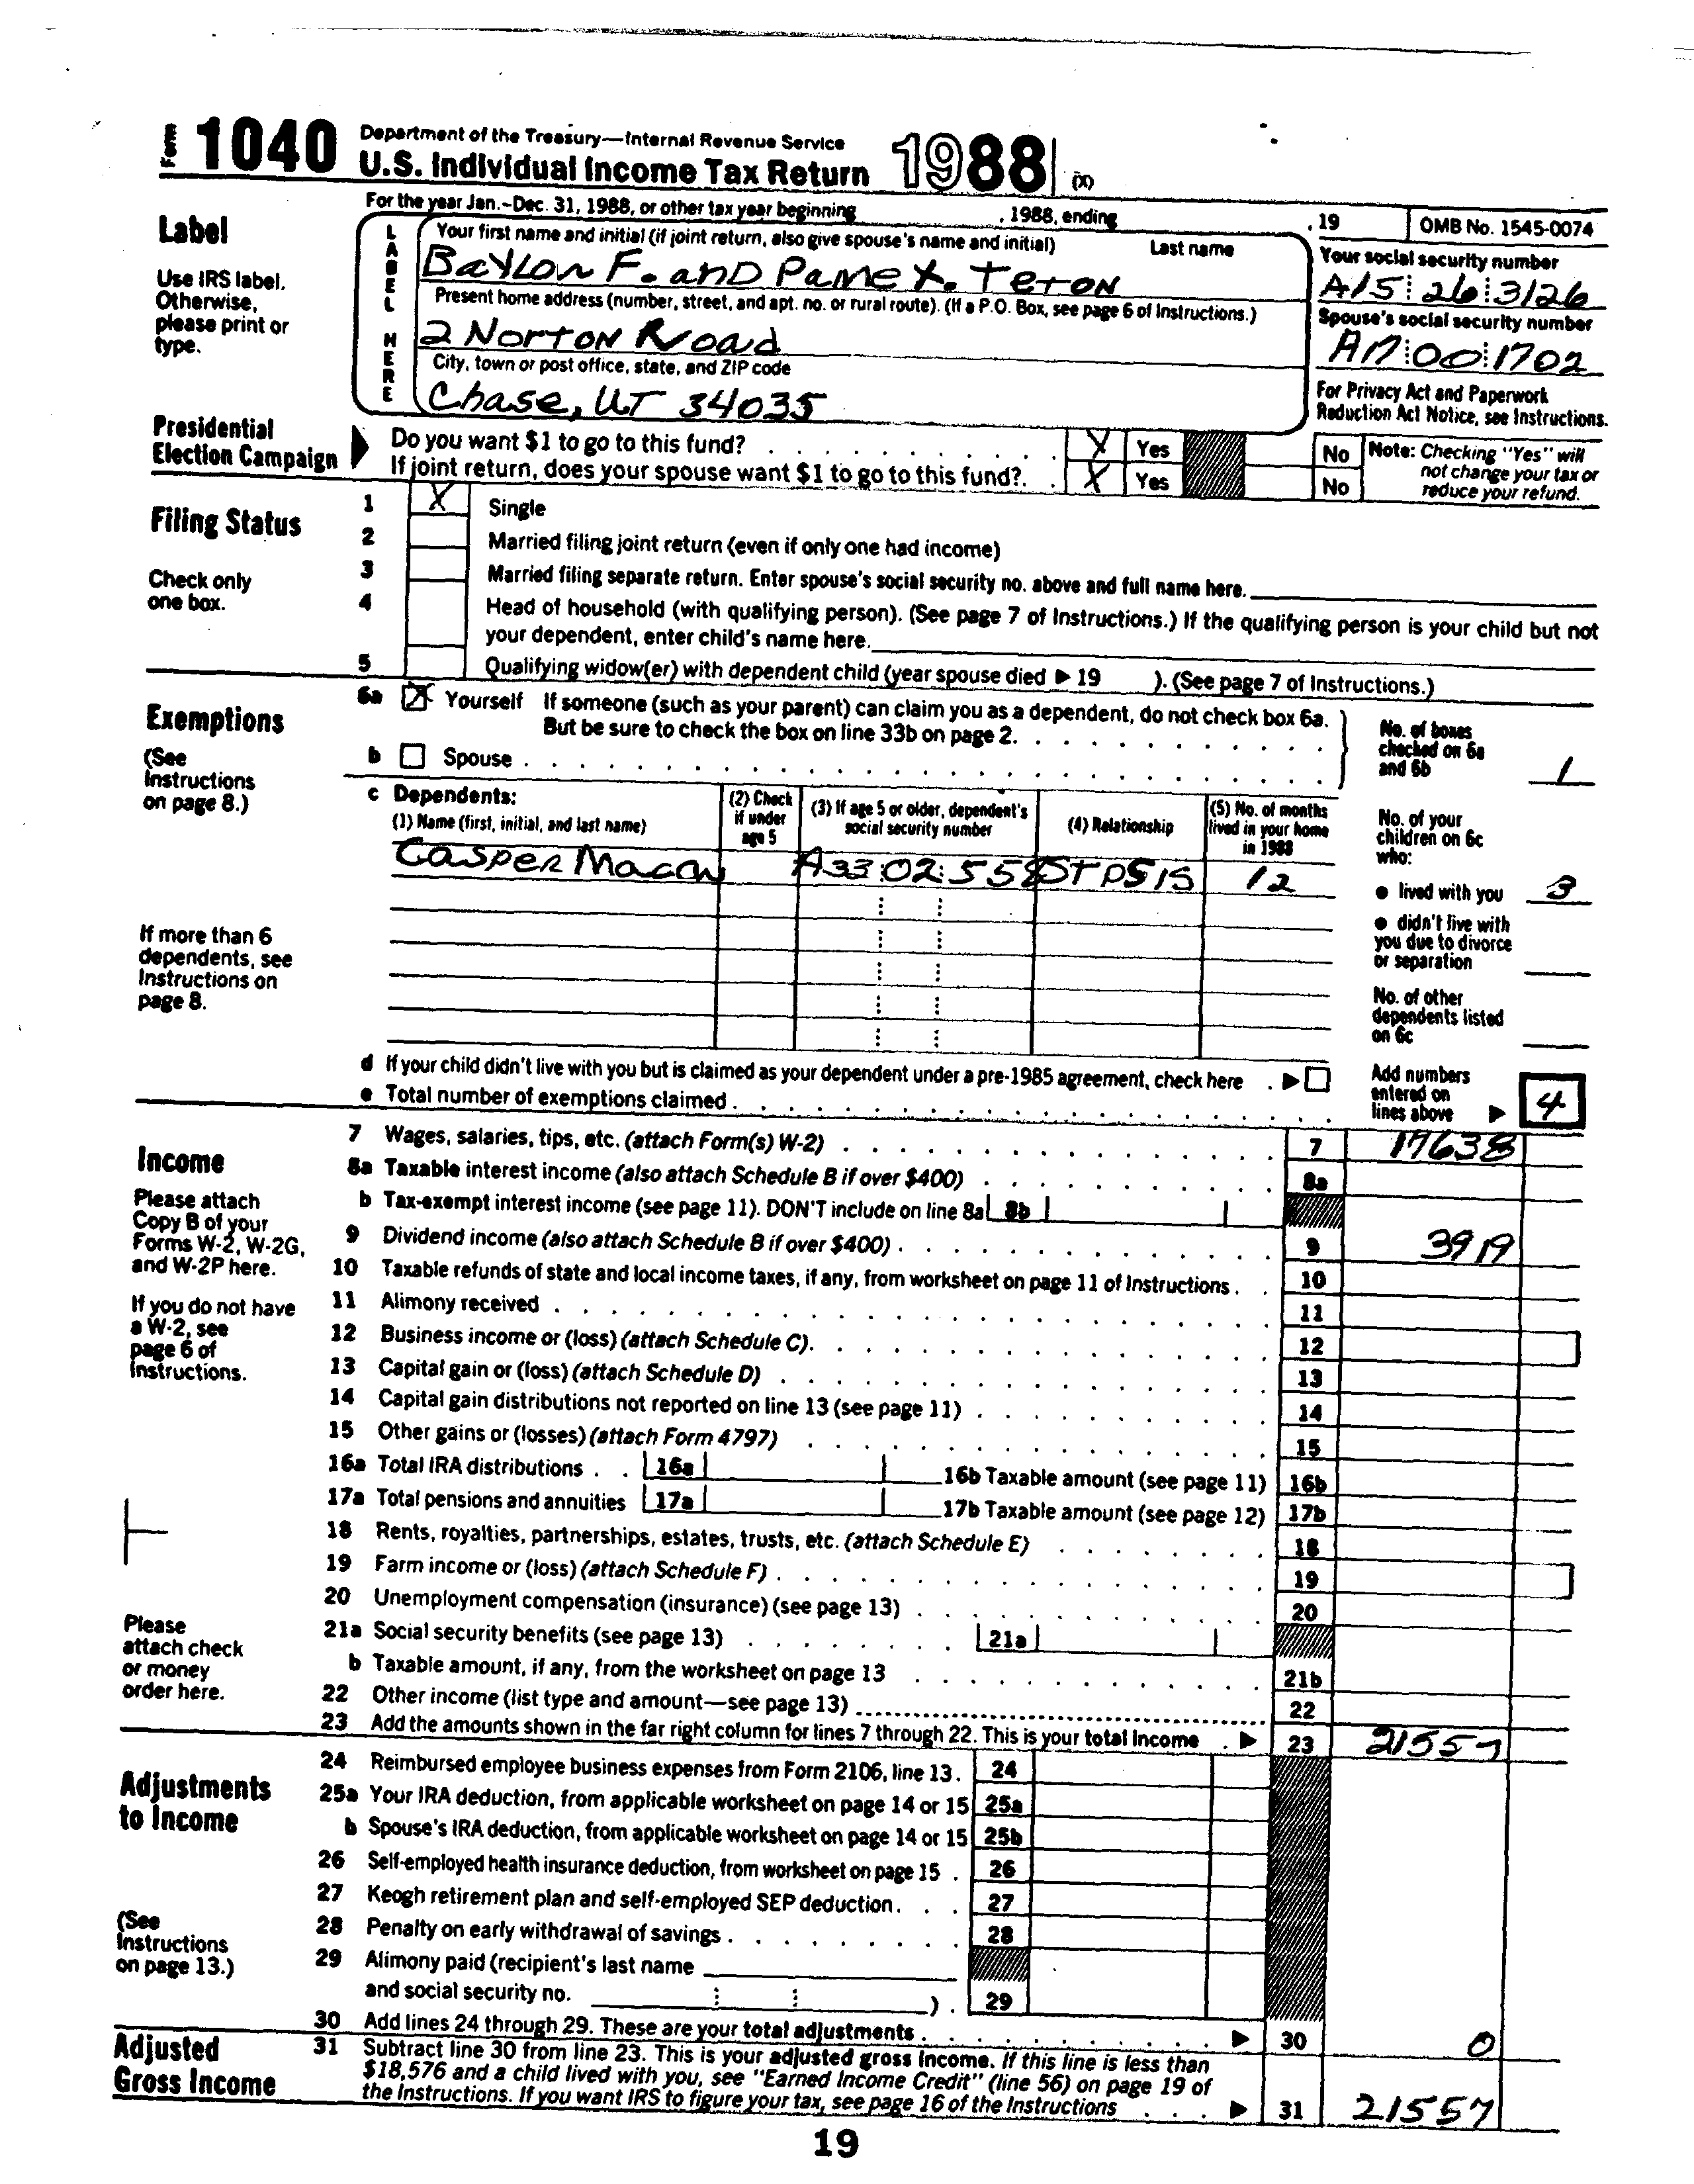 Form 1040 Department of the Treasury—Internal Revenue Service
U.S. Individual Income Tax Return 1988 (X)
For the year Jan.–Dec. 31, 1988, or other tax year beginning , 1988, ending , 19 OMB No. 1545-0074
Label
Use IRS label. Otherwise, please print or type.
LABEL HERE
Your first name and initial (if joint return, also give spouse's name and initial) Last name
Baylon F. and Pame X. Teton
Your social security number
A15 26 3126
Present home address (number, street, and apt. no. or rural route). (If a P.O. Box, see page 6 of Instructions.)
2 Norton Road
Spouse's social security number
A17 00 1702
City, town or post office, state, and ZIP code
Chase, UT 34035
For Privacy Act and Paperwork Reduction Act Notice, see Instructions.
Presidential Election Campaign
Do you want $1 to go to this fund? X Yes No
If joint return, does your spouse want $1 to go to this fund?. X Yes No
Note: Checking "Yes" will not change your tax or reduce your refund.
Filing Status
Check only one box.
1 X Single
2 Married filing joint return (even if only one had income)
3 Married filing separate return. Enter spouse's social security no. above and full name here.
4 Head of household (with qualifying person). (See page 7 of Instructions.) If the qualifying person is your child but not
your dependent, enter child's name here.
5 Qualifying widow(er) with dependent child (year spouse died ▶ 19 ). (See page 7 of Instructions.)
Exemptions
(See Instructions on page 8.)
6a X Yourself If someone (such as your parent) can claim you as a dependent, do not check box 6a.
But be sure to check the box on line 33b on page 2.
b Spouse
No. of boxes checked on 6a and 6b 1
c Dependents:
(1) Name (first, initial, and last name) (2) Check if under age 5 (3) If age 5 or older, dependent's social security number (4) Relationship (5) No. of months lived in your home in 1988
Casper A33 02 STPSIS 12
No. of your children on 6c who:
● lived with you 3
● didn't live with you due to divorce or separation
No. of other dependents listed on 6c
If more than 6 dependents, see Instructions on page 8.
d If your child didn't live with you but is claimed as your dependent under a pre-1985 agreement, check here . ▶
e Total number of exemptions claimed
Add numbers entered on lines above ▶ 4
Income
Please attach Copy B of your Forms W-2, W-2G, and W-2P here.
If you do not have a W-2, see page 6 of Instructions.
Please attach check or money order here.
7 Wages, salaries, tips, etc. (attach Form(s) W-2) 7 17638
8a Taxable interest income (also attach Schedule B if over $400) 8a
b Tax-exempt interest income (see page 11). DON'T include on line 8a 8b
9 Dividend income (also attach Schedule B if over $400) 9 3919
10 Taxable refunds of state and local income taxes, if any, from worksheet on page 11 of Instructions . 10
11 Alimony received 11
12 Business income or (loss) (attach Schedule C). 12
13 Capital gain or (loss) (attach Schedule D) 13
14 Capital gain distributions not reported on line 13 (see page 11) 14
15 Other gains or (losses) (attach Form 4797) 15
16a Total IRA distributions 16a 16b Taxable amount (see page 11) 16b
17a Total pensions and annuities 17a 17b Taxable amount (see page 12) 17b
18 Rents, royalties, partnerships, estates, trusts, etc. (attach Schedule E) 18
19 Farm income or (loss) (attach Schedule F) 19
20 Unemployment compensation (insurance) (see page 13) 20
21a Social security benefits (see page 13) 21a
b Taxable amount, if any, from the worksheet on page 13 21b
22 Other income (list type and amount—see page 13) 22
23 Add the amounts shown in the far right column for lines 7 through 22. This is your total income . ▶ 23 21557
Adjustments to Income
(See Instructions on page 13.)
24 Reimbursed employee business expenses from Form 2106, line 13. 24
25a Your IRA deduction, from applicable worksheet on page 14 or 15 25a
b Spouse's IRA deduction, from applicable worksheet on page 14 or 15 25b
26 Self-employed health insurance deduction, from worksheet on page 15 . 26
27 Keogh retirement plan and self-employed SEP deduction 27
28 Penalty on early withdrawal of savings 28
29 Alimony paid (recipient's last name
and social security no. ). 29
30 Add lines 24 through 29. These are your total adjustments ▶ 30 0
Adjusted Gross Income
31 Subtract line 30 from line 23. This is your adjusted gross income. If this line is less than
$18,576 and a child lived with you, see "Earned Income Credit" (line 56) on page 19 of
the Instructions. If you want IRS to figure your tax, see page 16 of the Instructions ▶ 31 21557
19